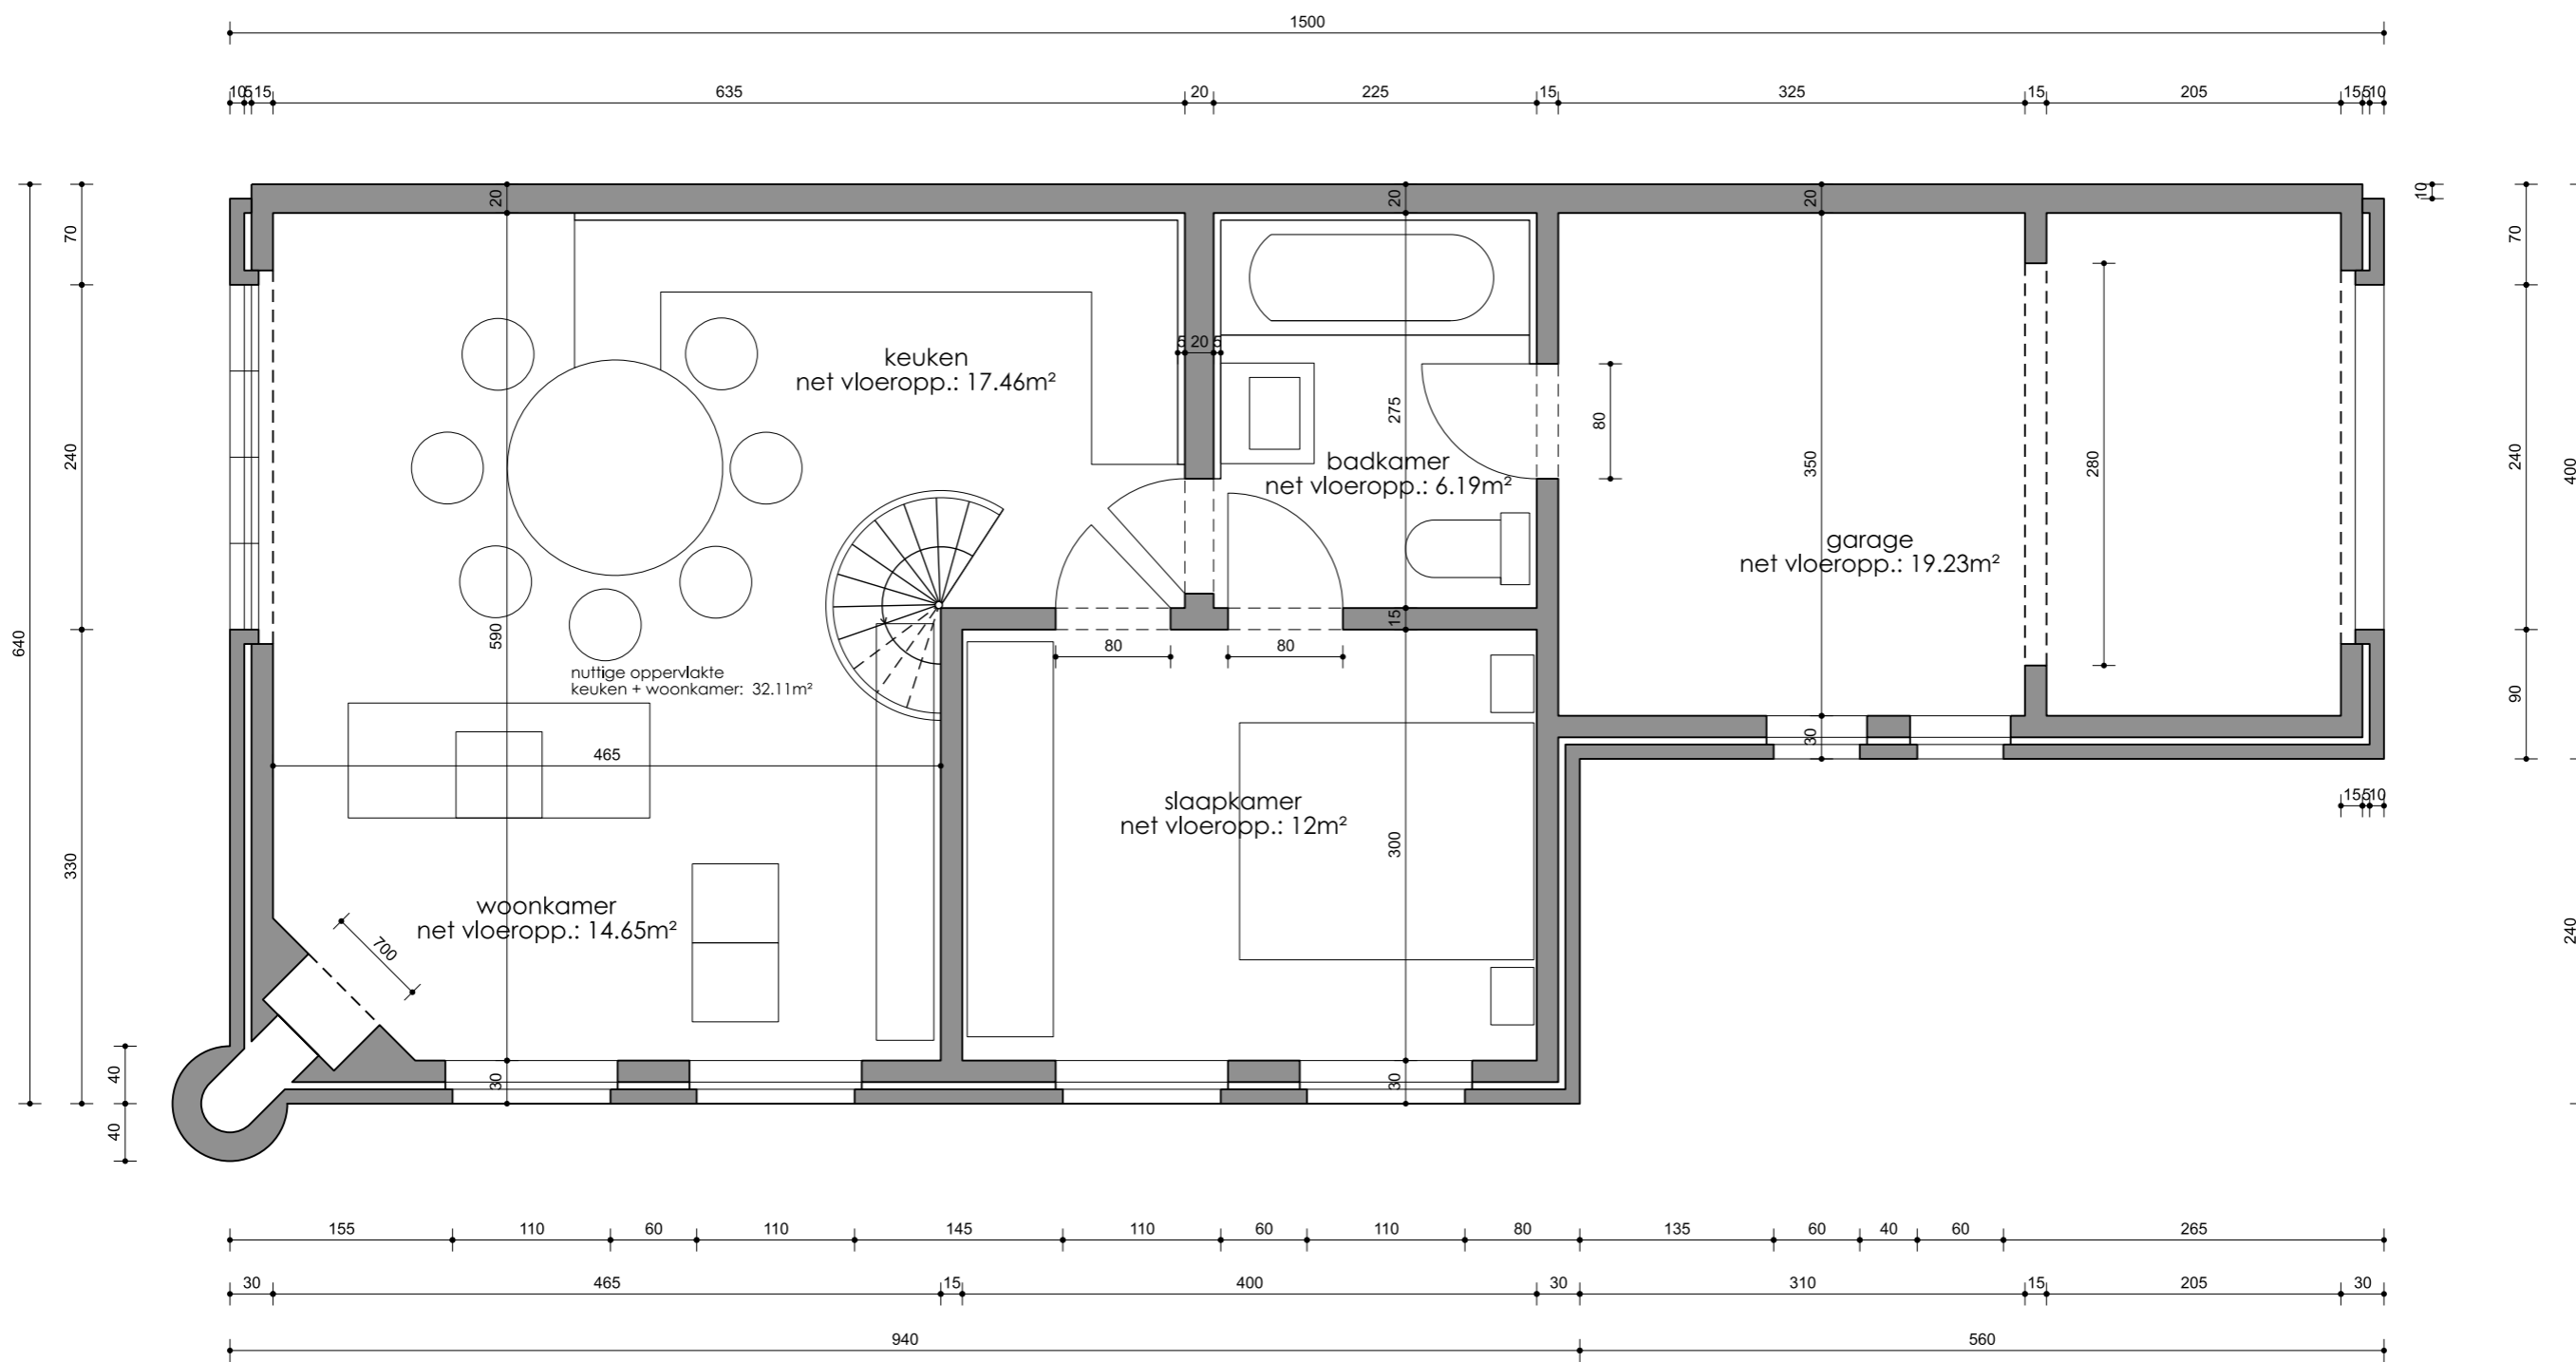 1500
10 5 15 635 20 225 15 325 15 205 15 5 10
20 20 20 10
70 70
keuken
net vloeropp.: 17.46m²
5 20 5
275
80
badkamer
net vloeropp.: 6.19m²
240 350 280 240 400
garage
net vloeropp.: 19.23m²
640 590 15
80 80
nuttige oppervlakte
keuken + woonkamer: 32.11m²
90
30
465
15 5 10
slaapkamer
net vloeropp.: 12m²
330 300
woonkamer
net vloeropp.: 14.65m²
700
240
40 30 30
40
155 110 60 110 145 110 60 110 80 135 60 40 60 265
30 465 15 400 30 310 15 205 30
940 560